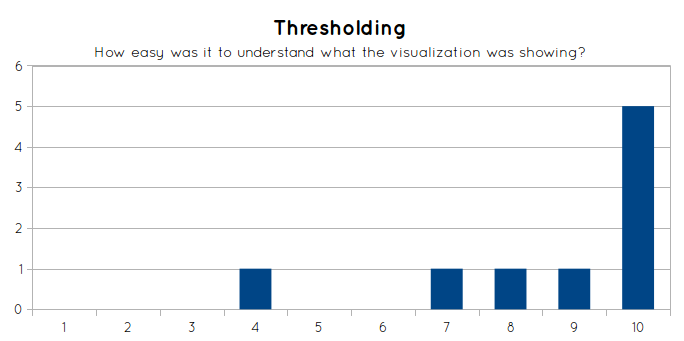 Thresholding
How easy was it to understand what the visualization was showing?
6
5
4
3
2
1
0
1 2 3 4 5 6 7 8 9 10